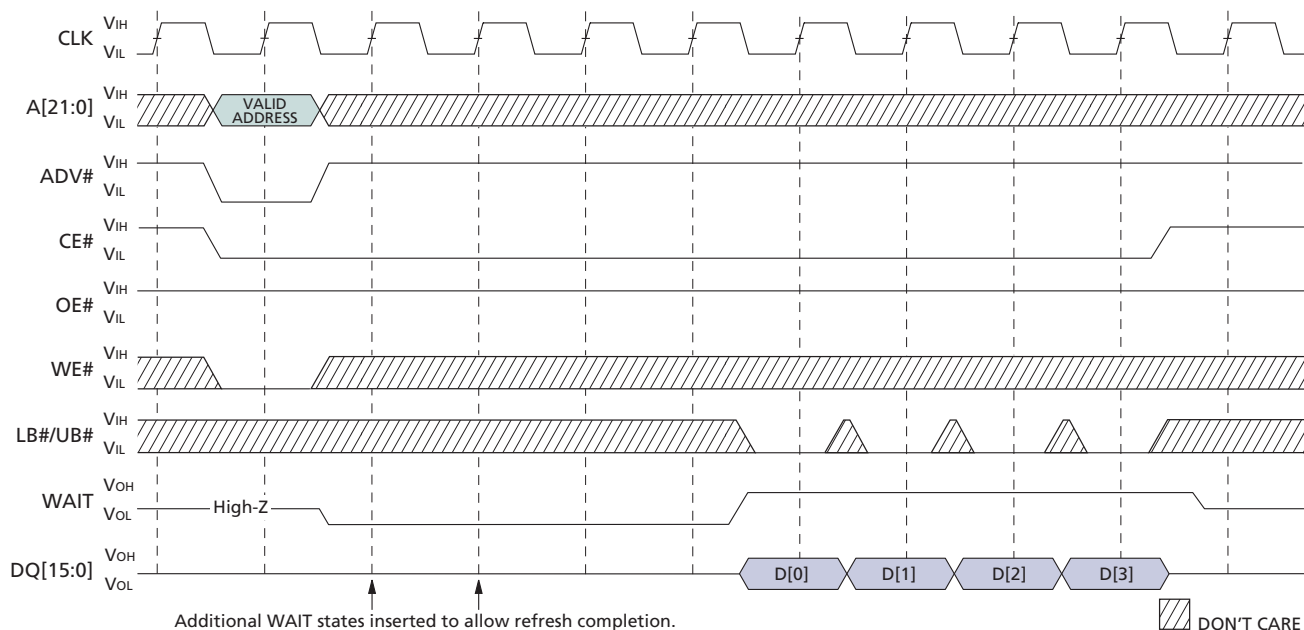 CLK VIH
VIL
A[21:0] VIH
VIL
VALID
ADDRESS
ADV# VIH
VIL
CE# VIH
VIL
OE# VIH
VIL
WE# VIH
VIL
LB#/UB# VIH
VIL
WAIT VOH
VOL
High-Z
DQ[15:0] VOH
VOL
D[0] D[1] D[2] D[3]
Additional WAIT states inserted to allow refresh completion.
DON'T CARE